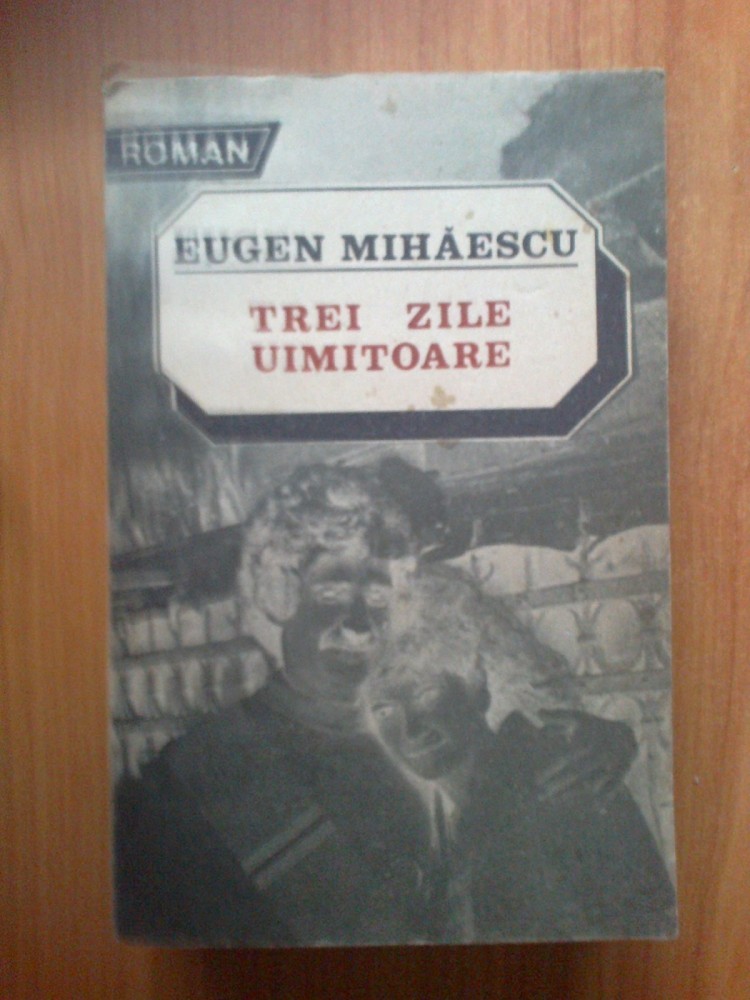 ROMAN
EUGEN MIHĂESCU
TREI ZILE
UIMITOARE